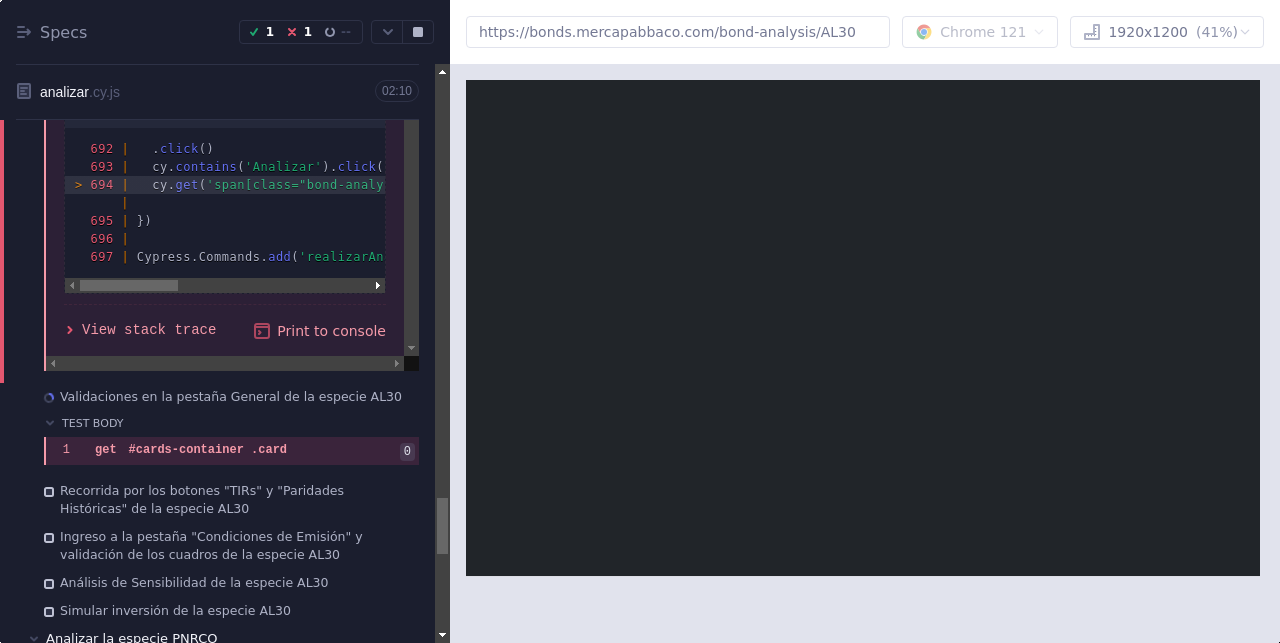 Specs
1 1 --
https://bonds.mercapabbaco.com/bond-analysis/AL30
Chrome 121
1920x1200 (41%)
analizar.cy.js
02:10
692 | .click()
693 | cy.contains('Analizar').click(
> 694 | cy.get('span[class="bond-analy
|
695 | })
696 |
697 | Cypress.Commands.add('realizarAn
View stack trace
Print to console
Validaciones en la pestaña General de la especie AL30
TEST BODY
1 get #cards-container .card 0
Recorrida por los botones "TIRs" y "Paridades
Históricas" de la especie AL30
Ingreso a la pestaña "Condiciones de Emisión" y
validación de los cuadros de la especie AL30
Análisis de Sensibilidad de la especie AL30
Simular inversión de la especie AL30
Analizar la especie PNRCO